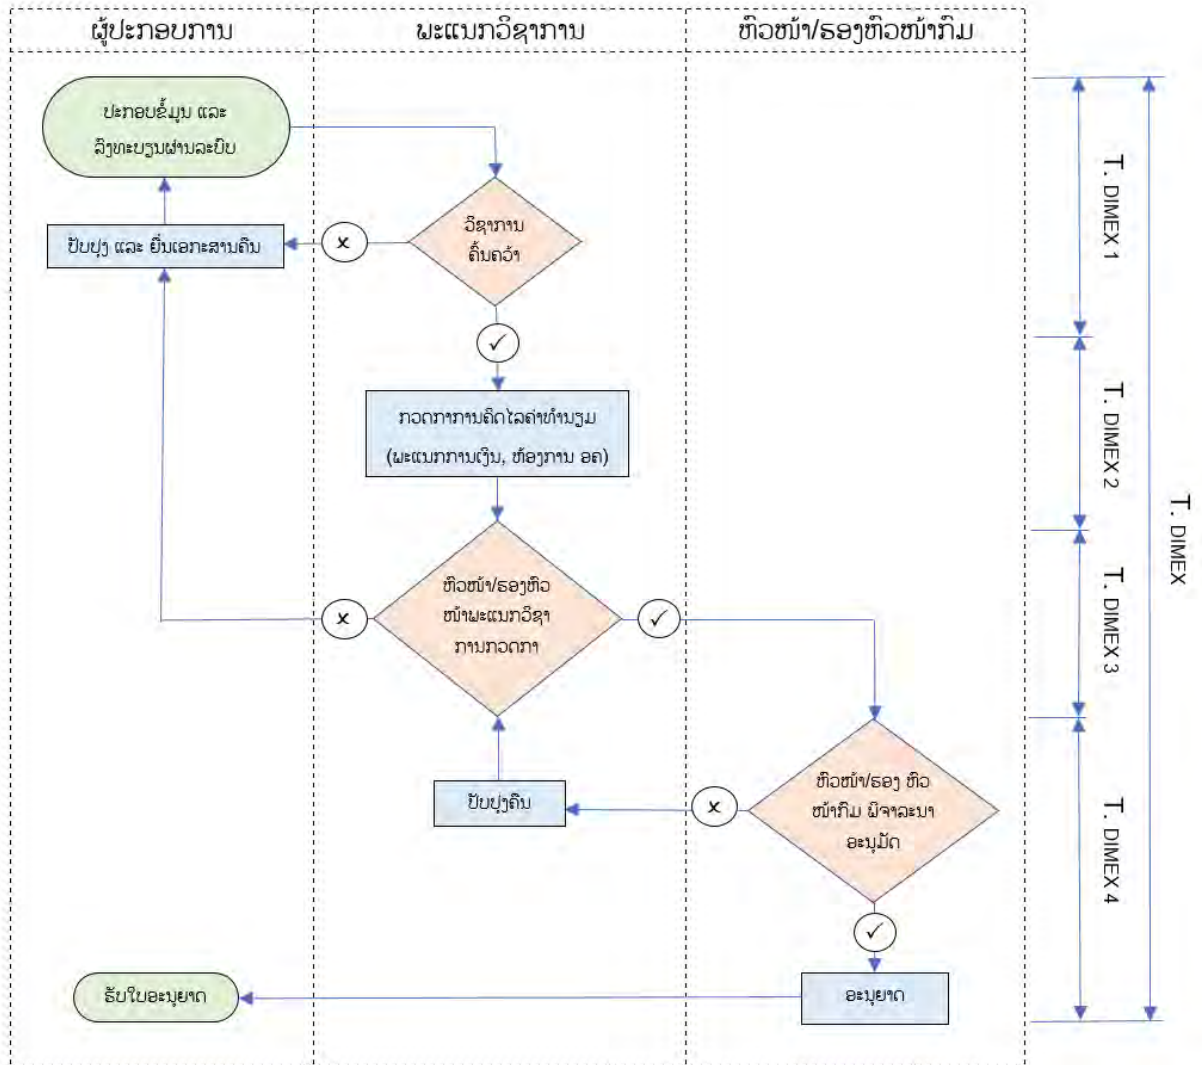 ຜູ້ປະກອບການ
ພະແນກວິຊາການ
ຫົວໜ້າ/ຮອງຫົວໜ້າກົມ
ປະກອບຂໍ້ມູນ ແລະ
ລົງທະບຽນຜ່ານລະບົບ
ວິຊາການ
ຄົ້ນຄວ້າ
ປັບປຸງ ແລະ ຍື່ນເອກະສານຄືນ
x
✓
ກວດກາການຄິດໄລຄ່າທຳນຽມ
(ພະແນກການເງິນ, ຫ້ອງການ ອຄ)
ຫົວໜ້າ/ຮອງຫົວ
ໜ້າພະແນກວິຊາ
ການກວດກາ
x
✓
ປັບປຸງຄືນ
x
ຫົວໜ້າ/ຮອງ ຫົວ
ໜ້າກົມ ພິຈາລະນາ
ອະນຸມັດ
✓
ອະນຸຍາດ
ຮັບໃບອະນຸຍາດ
T. DIMEX 1
T. DIMEX 2
T. DIMEX 3
T. DIMEX 4
T. DIMEX